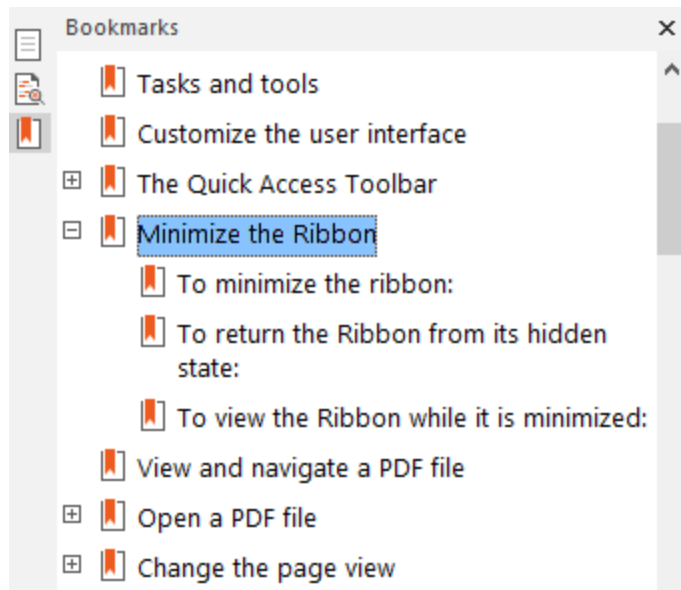 Bookmarks
Tasks and tools
Customize the user interface
The Quick Access Toolbar
Minimize the Ribbon
To minimize the ribbon:
To return the Ribbon from its hidden
state:
To view the Ribbon while it is minimized:
View and navigate a PDF file
Open a PDF file
Change the page view